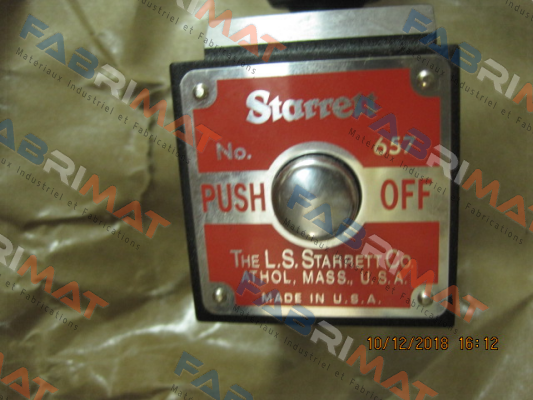 Starrett
No. 657
PUSH OFF
THE L.S. STARRETT CO.
ATHOL, MASS., U.S.A.
MADE IN U.S.A.
10/12/2018 16:12
FABRIMAT
Materiaux Industriel et Fabrications